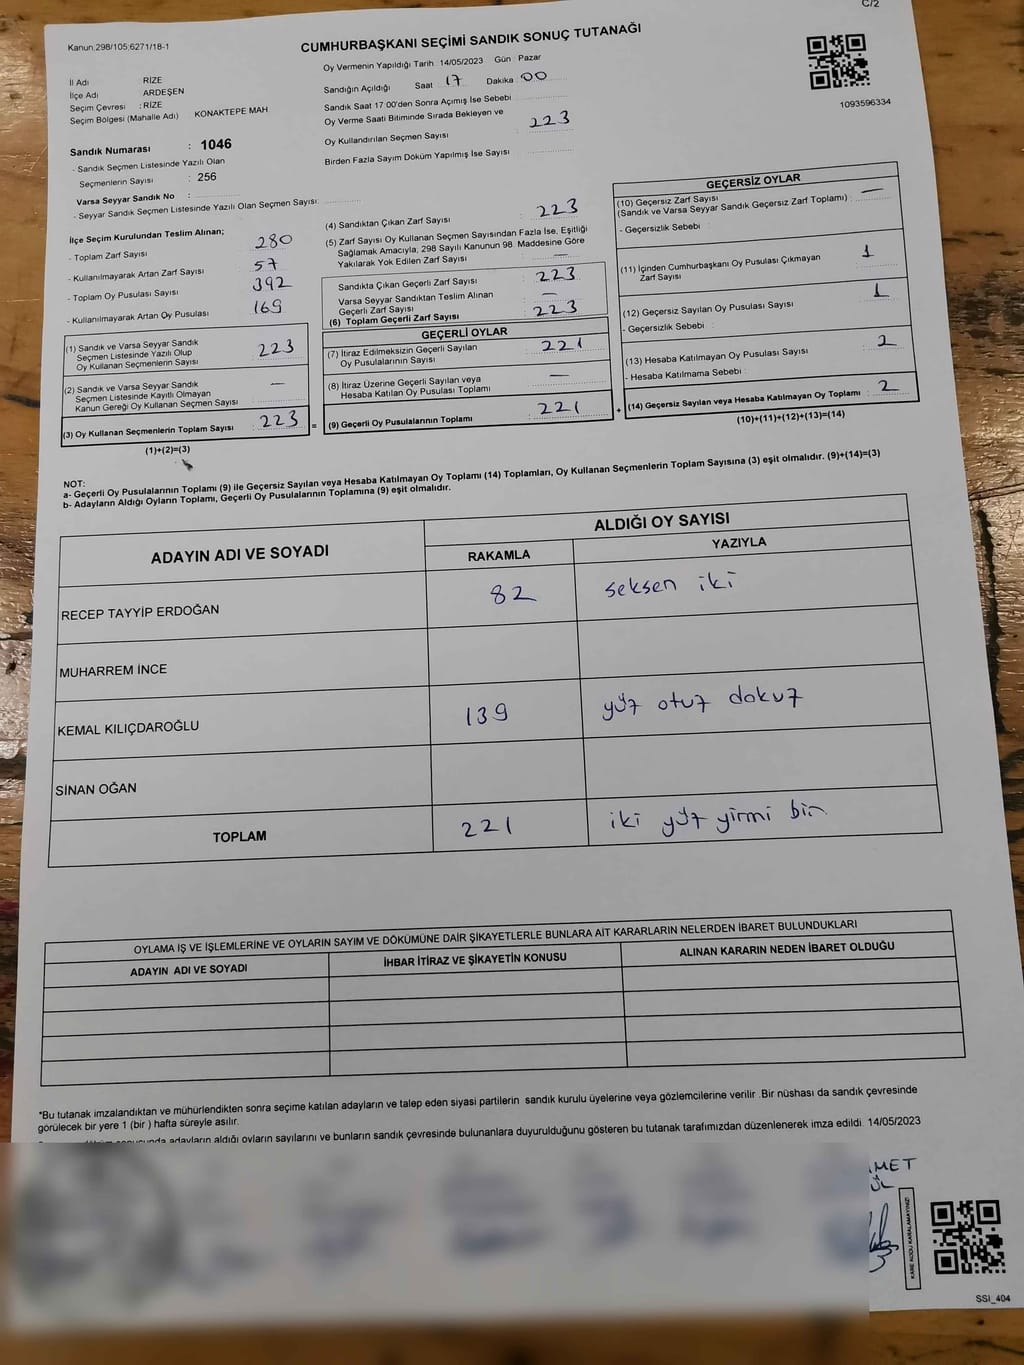 C/2
Kanun:298/105;6271/18-1
CUMHURBAŞKANI SEÇİMİ SANDIK SONUÇ TUTANAĞI
İl Adı RİZE
İlçe Adı ARDEŞEN
Seçim Çevresi : RİZE
Seçim Bölgesi (Mahalle Adı) KONAKTEPE MAH
Sandık Numarası : 1046
- Sandık Seçmen Listesinde Yazılı Olan
Seçmenlerin Sayısı : 256
Varsa Seyyar Sandık No :
- Seyyar Sandık Seçmen Listesinde Yazılı Olan Seçmen Sayısı:
Oy Vermenin Yapıldığı Tarih 14/05/2023 Gün : Pazar
Sandığın Açıldığı Saat 17 Dakika 00
Sandık Saat 17:00'den Sonra Açımış İse Sebebi
Oy Verme Saati Bitiminde Sırada Bekleyen ve
Oy Kullandırılan Seçmen Sayısı : 223
Birden Fazla Sayım Döküm Yapılmış İse Sayısı
1093596334
İlçe Seçim Kurulundan Teslim Alınan;
- Toplam Zarf Sayısı 280
- Kullanılmayarak Artan Zarf Sayısı 57
- Toplam Oy Pusulası Sayısı 392
- Kullanılmayarak Artan Oy Pusulası 169
(1) Sandık ve Varsa Seyyar Sandık
Seçmen Listesinde Yazılı Olup
Oy Kullanan Seçmenlerin Sayısı 223
(2) Sandık ve Varsa Seyyar Sandık
Seçmen Listesinde Kayıtlı Olmayan
Kanun Gereği Oy Kullanan Seçmen Sayısı —
(3) Oy Kullanan Seçmenlerin Toplam Sayısı : 223 =
(1)+(2)=(3)
(4) Sandıktan Çıkan Zarf Sayısı 223
(5) Zarf Sayısı Oy Kullanan Seçmen Sayısından Fazla İse, Eşitliği
Sağlamak Amacıyla; 298 Sayılı Kanunun 98. Maddesine Göre
Yakılarak Yok Edilen Zarf Sayısı —
Sandıkta Çıkan Geçerli Zarf Sayısı : 223
Varsa Seyyar Sandıktan Teslim Alınan
Geçerli Zarf Sayısı —
(6) Toplam Geçerli Zarf Sayısı : 223
GEÇERLİ OYLAR
(7) İtiraz Edilmeksizin Geçerli Sayılan
Oy Pusulalarının Sayısı 221
(8) İtiraz Üzerine Geçerli Sayılan veya
Hesaba Katılan Oy Pusulası Toplamı —
(9) Geçerli Oy Pusulalarının Toplamı : 221 +
GEÇERSİZ OYLAR
(10) Geçersiz Zarf Sayısı
(Sandık ve Varsa Seyyar Sandık Geçersiz Zarf Toplamı) : —
- Geçersizlik Sebebi :
(11) İçinden Cumhurbaşkanı Oy Pusulası Çıkmayan
Zarf Sayısı 1
(12) Geçersiz Sayılan Oy Pusulası Sayısı 1
- Geçersizlik Sebebi :
(13) Hesaba Katılmayan Oy Pusulası Sayısı 2
- Hesaba Katılmama Sebebi :
(14) Geçersiz Sayılan veya Hesaba Katılmayan Oy Toplamı : 2
(10)+(11)+(12)+(13)=(14)
NOT:
a- Geçerli Oy Pusulalarının Toplamı (9) ile Geçersiz Sayılan veya Hesaba Katılmayan Oy Toplamı (14) Toplamları, Oy Kullanan Seçmenlerin Toplam Sayısına (3) eşit olmalıdır. (9)+(14)=(3)
b- Adayların Aldığı Oyların Toplamı, Geçerli Oy Pusulalarının Toplamına (9) eşit olmalıdır.
ADAYIN ADI VE SOYADI ALDIĞI OY SAYISI
RAKAMLA YAZIYLA
RECEP TAYYİP ERDOĞAN 82 seksen iki
MUHARREM İNCE
KEMAL KILIÇDAROĞLU 139 yüz otuz dokuz
SİNAN OĞAN
TOPLAM 221 iki yüz yirmi bir
OYLAMA İŞ VE İŞLEMLERİNE VE OYLARIN SAYIM VE DÖKÜMÜNE DAİR ŞİKAYETLERLE BUNLARA AİT KARARLARIN NELERDEN İBARET BULUNDUKLARI
ADAYIN ADI VE SOYADI İHBAR İTİRAZ VE ŞİKAYETİN KONUSU ALINAN KARARIN NEDEN İBARET OLDUĞU
*Bu tutanak imzalandıktan ve mühürlendikten sonra seçime katılan adayların ve talep eden siyasi partilerin sandık kurulu üyelerine veya gözlemcilerine verilir .Bir nüshası da sandık çevresinde
görülecek bir yere 1 (bir ) hafta süreyle asılır.
adayların aldığı oyların sayılarını ve bunların sandık çevresinde bulunanlara duyurulduğunu gösteren bu tutanak tarafımızdan düzenlenerek imza edildi. 14/05/2023
KARE KODU KARALAMAYINIZ!
SSİ_404